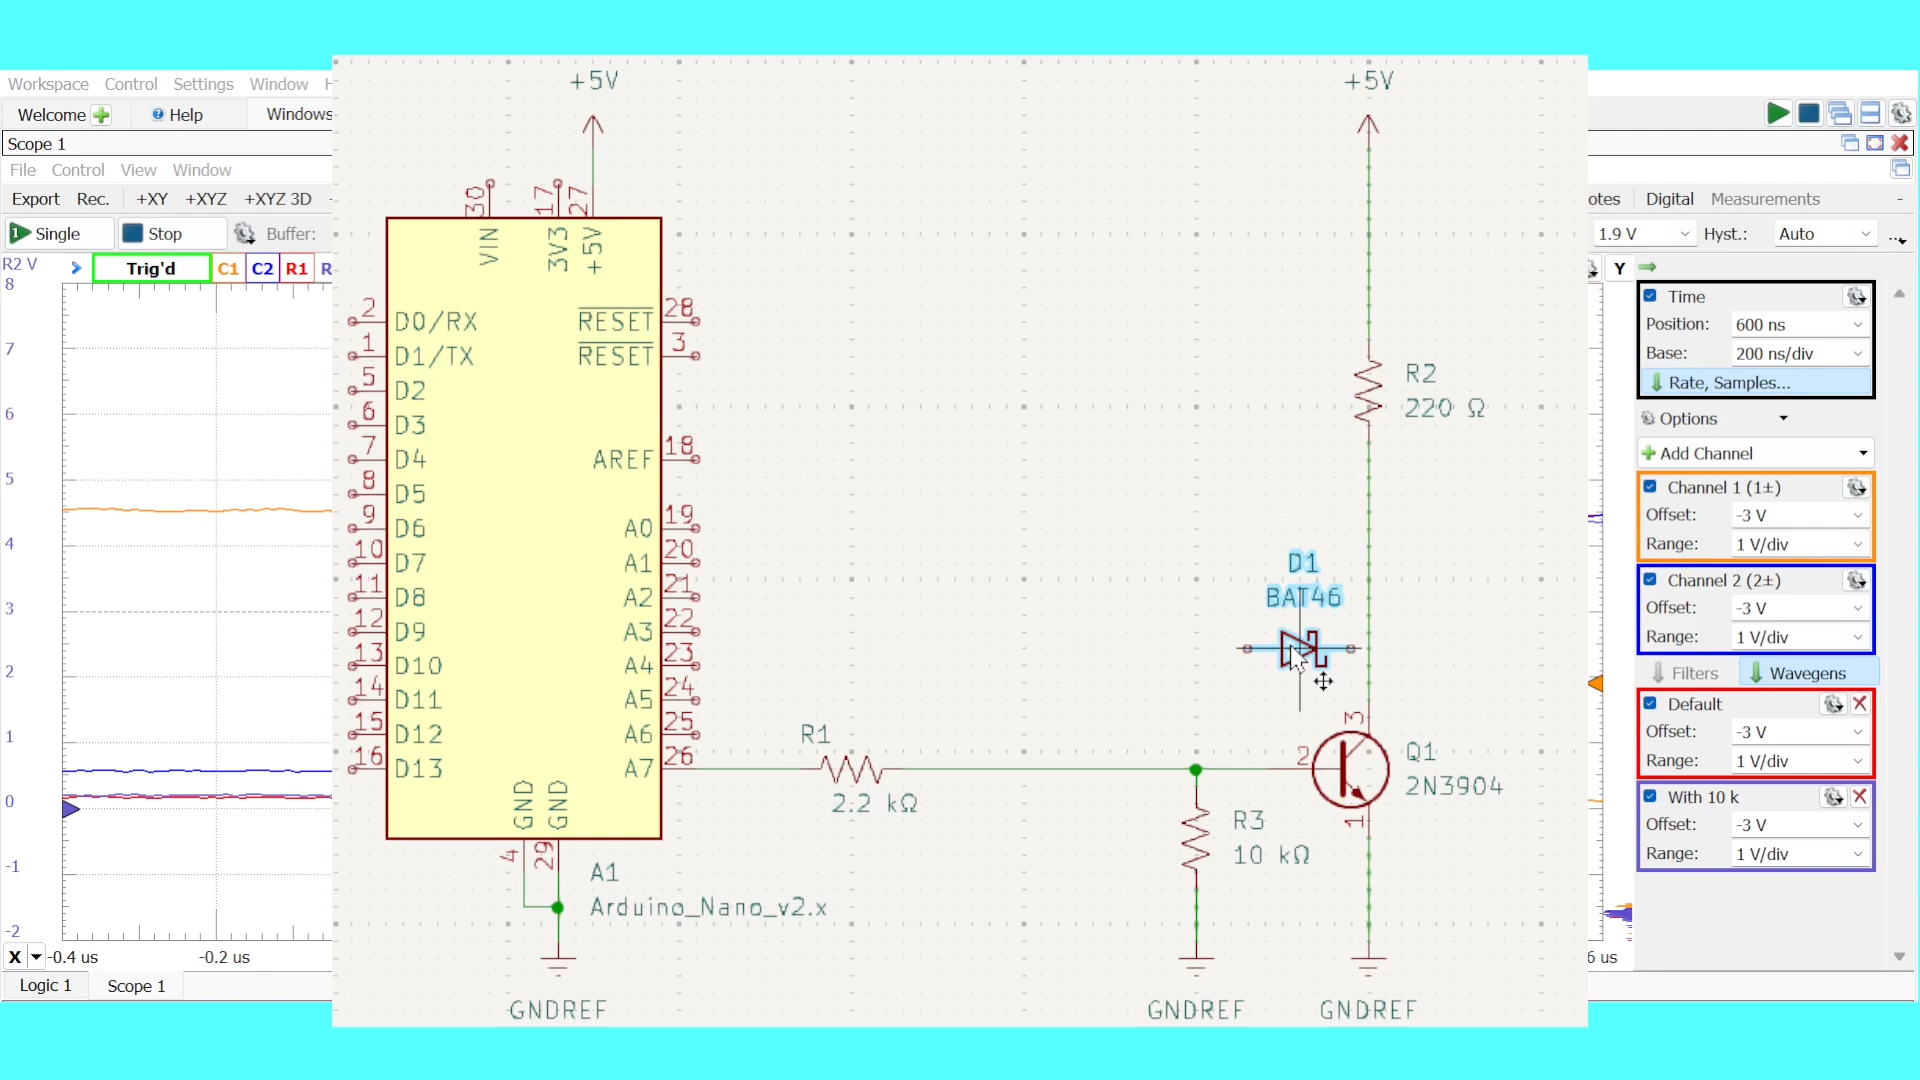 Workspace Control Settings Window
Welcome Help Windows
Scope 1
File Control View Window
Export Rec. +XY +XYZ +XYZ 3D
Single Stop Buffer:
R2 V Trig'd C1 C2 R1 R
8
7
6
5
4
3
2
1
0
-1
-2
X -0.4 us -0.2 us
Logic 1 Scope 1
+5V
30 17 27
VIN 3V3 +5V
2 D0/RX
1 D1/TX
5 D2
6 D3
7 D4
8 D5
9 D6
10 D7
11 D8
12 D9
13 D10
14 D11
15 D12
16 D13
RESET 28
RESET 3
AREF 18
A0 19
A1 20
A2 21
A3 22
A4 23
A5 24
A6 25
A7 26
GND GND
4 29
A1
Arduino_Nano_v2.x
GNDREF
R1
2.2 kΩ
+5V
R2
220 Ω
D1
BAT46
3
2
1
Q1
2N3904
R3
10 kΩ
GNDREF
GNDREF
otes Digital Measurements -
1.9 V Hyst.: Auto ...
Y
Time
Position: 600 ns
Base: 200 ns/div
Rate, Samples...
Options
Add Channel
Channel 1 (1±)
Offset: -3 V
Range: 1 V/div
Channel 2 (2±)
Offset: -3 V
Range: 1 V/div
Filters Wavegens
Default
Offset: -3 V
Range: 1 V/div
With 10 k
Offset: -3 V
Range: 1 V/div
6 us